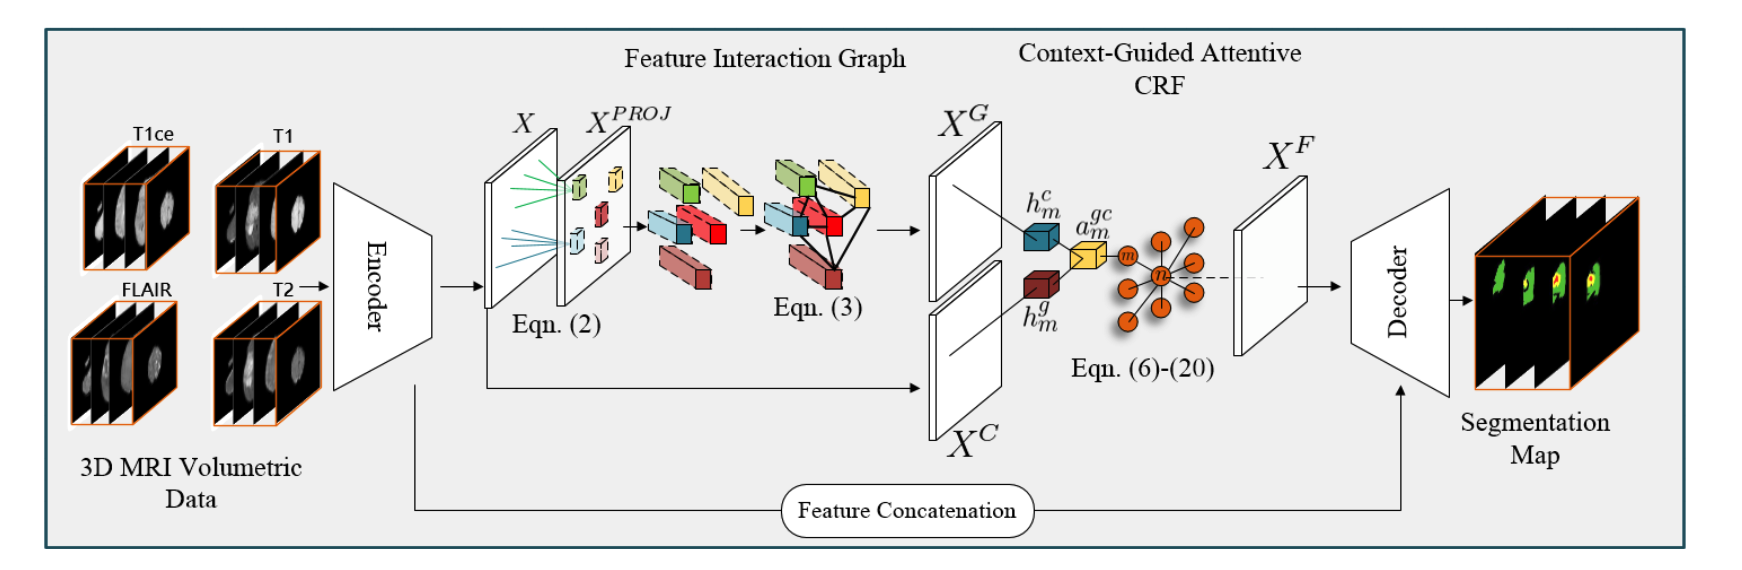 Feature Interaction Graph
Context-Guided Attentive
CRF
T1ce
T1
FLAIR
T2
3D MRI Volumetric
Data
Encoder
X
X^{PROJ}
Eqn. (2)
Eqn. (3)
X^G
X^C
h_m^c
a_m^{gc}
h_m^g
m
n
Eqn. (6)-(20)
X^F
Decoder
Segmentation
Map
Feature Concatenation